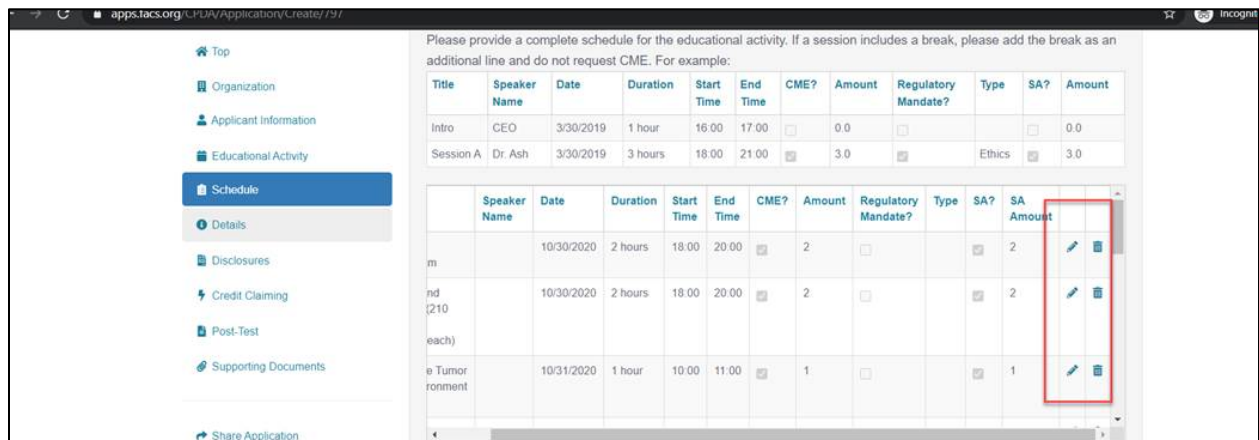 apps.facs.org/CPDA/Application/Create/797
Incognit
Top
Organization
Applicant Information
Educational Activity
Schedule
Details
Disclosures
Credit Claiming
Post-Test
Supporting Documents
Share Application
Please provide a complete schedule for the educational activity. If a session includes a break, please add the break as an
additional line and do not request CME. For example:
Title Speaker Name Date Duration Start Time End Time CME? Amount Regulatory Mandate? Type SA? Amount
Intro CEO 3/30/2019 1 hour 16:00 17:00 0.0 0.0
Session A Dr. Ash 3/30/2019 3 hours 18:00 21:00 3.0 Ethics 3.0
Speaker Name Date Duration Start Time End Time CME? Amount Regulatory Mandate? Type SA? SA Amount
10/30/2020 2 hours 18:00 20:00 2 2
m
nd 10/30/2020 2 hours 18:00 20:00 2 2
(210
each)
e Tumor 10/31/2020 1 hour 10:00 11:00 1 1
ronment